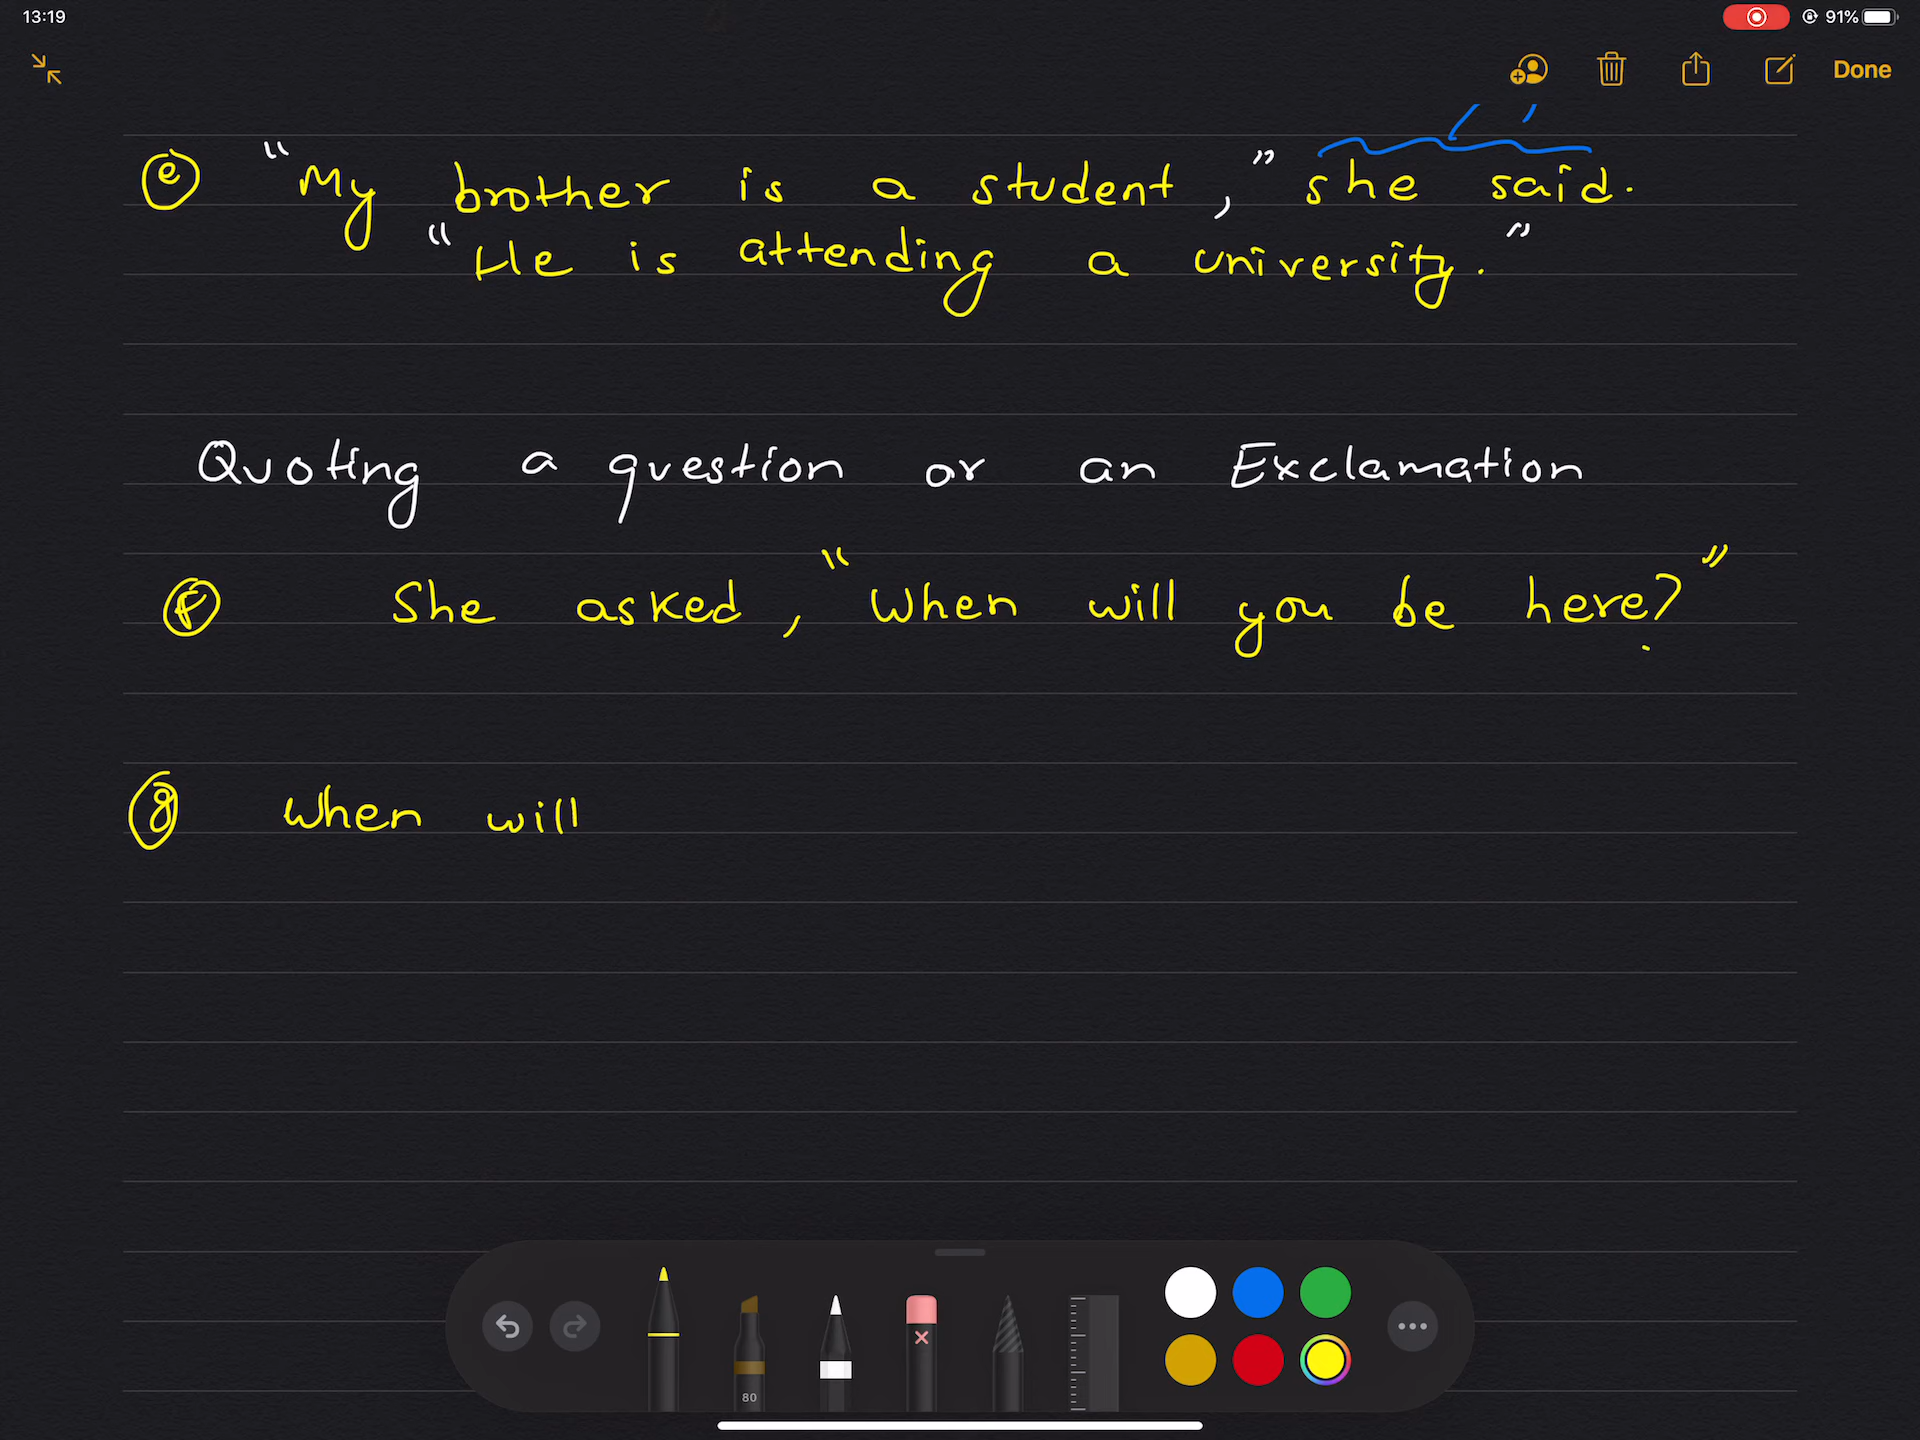 13:19
91%
Done
ⓔ "My brother is a student," she said.
"He is attending a university."
Quoting a question or an Exclamation
ⓕ She asked, "When will you be here?"
ⓖ When will
80